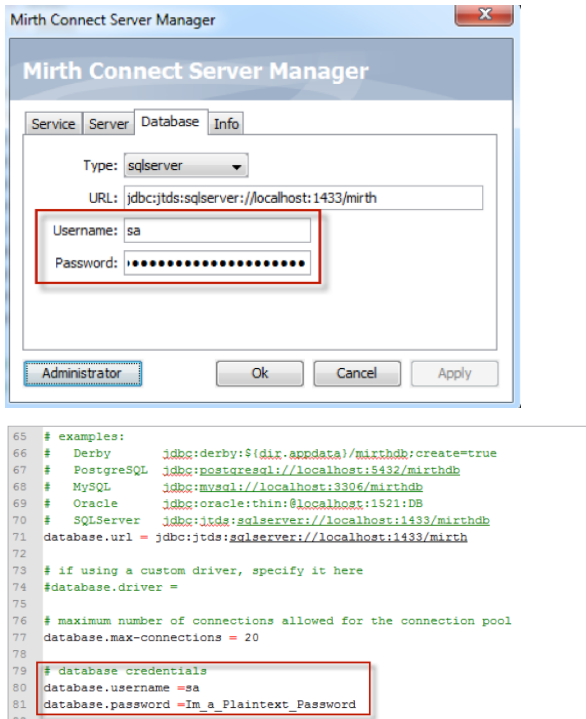 Mirth Connect Server Manager
Mirth Connect Server Manager
Service Server Database Info
Type: sqlserver
URL: jdbc:jtds:sqlserver://localhost:1433/mirth
Username: sa
Password: ••••••••••••••••••••
Administrator Ok Cancel Apply
65 # examples:
66 # Derby jdbc:derby:${dir.appdata}/mirthdb;create=true
67 # PostgreSQL jdbc:postgresql://localhost:5432/mirthdb
68 # MySQL jdbc:mysql://localhost:3306/mirthdb
69 # Oracle jdbc:oracle:thin:@localhost:1521:DB
70 # SQLServer jdbc:jtds:sqlserver://localhost:1433/mirthdb
71 database.url = jdbc:jtds:sqlserver://localhost:1433/mirth
72
73 # if using a custom driver, specify it here
74 #database.driver =
75
76 # maximum number of connections allowed for the connection pool
77 database.max-connections = 20
78
79 # database credentials
80 database.username =sa
81 database.password =Im_a_Plaintext_Password